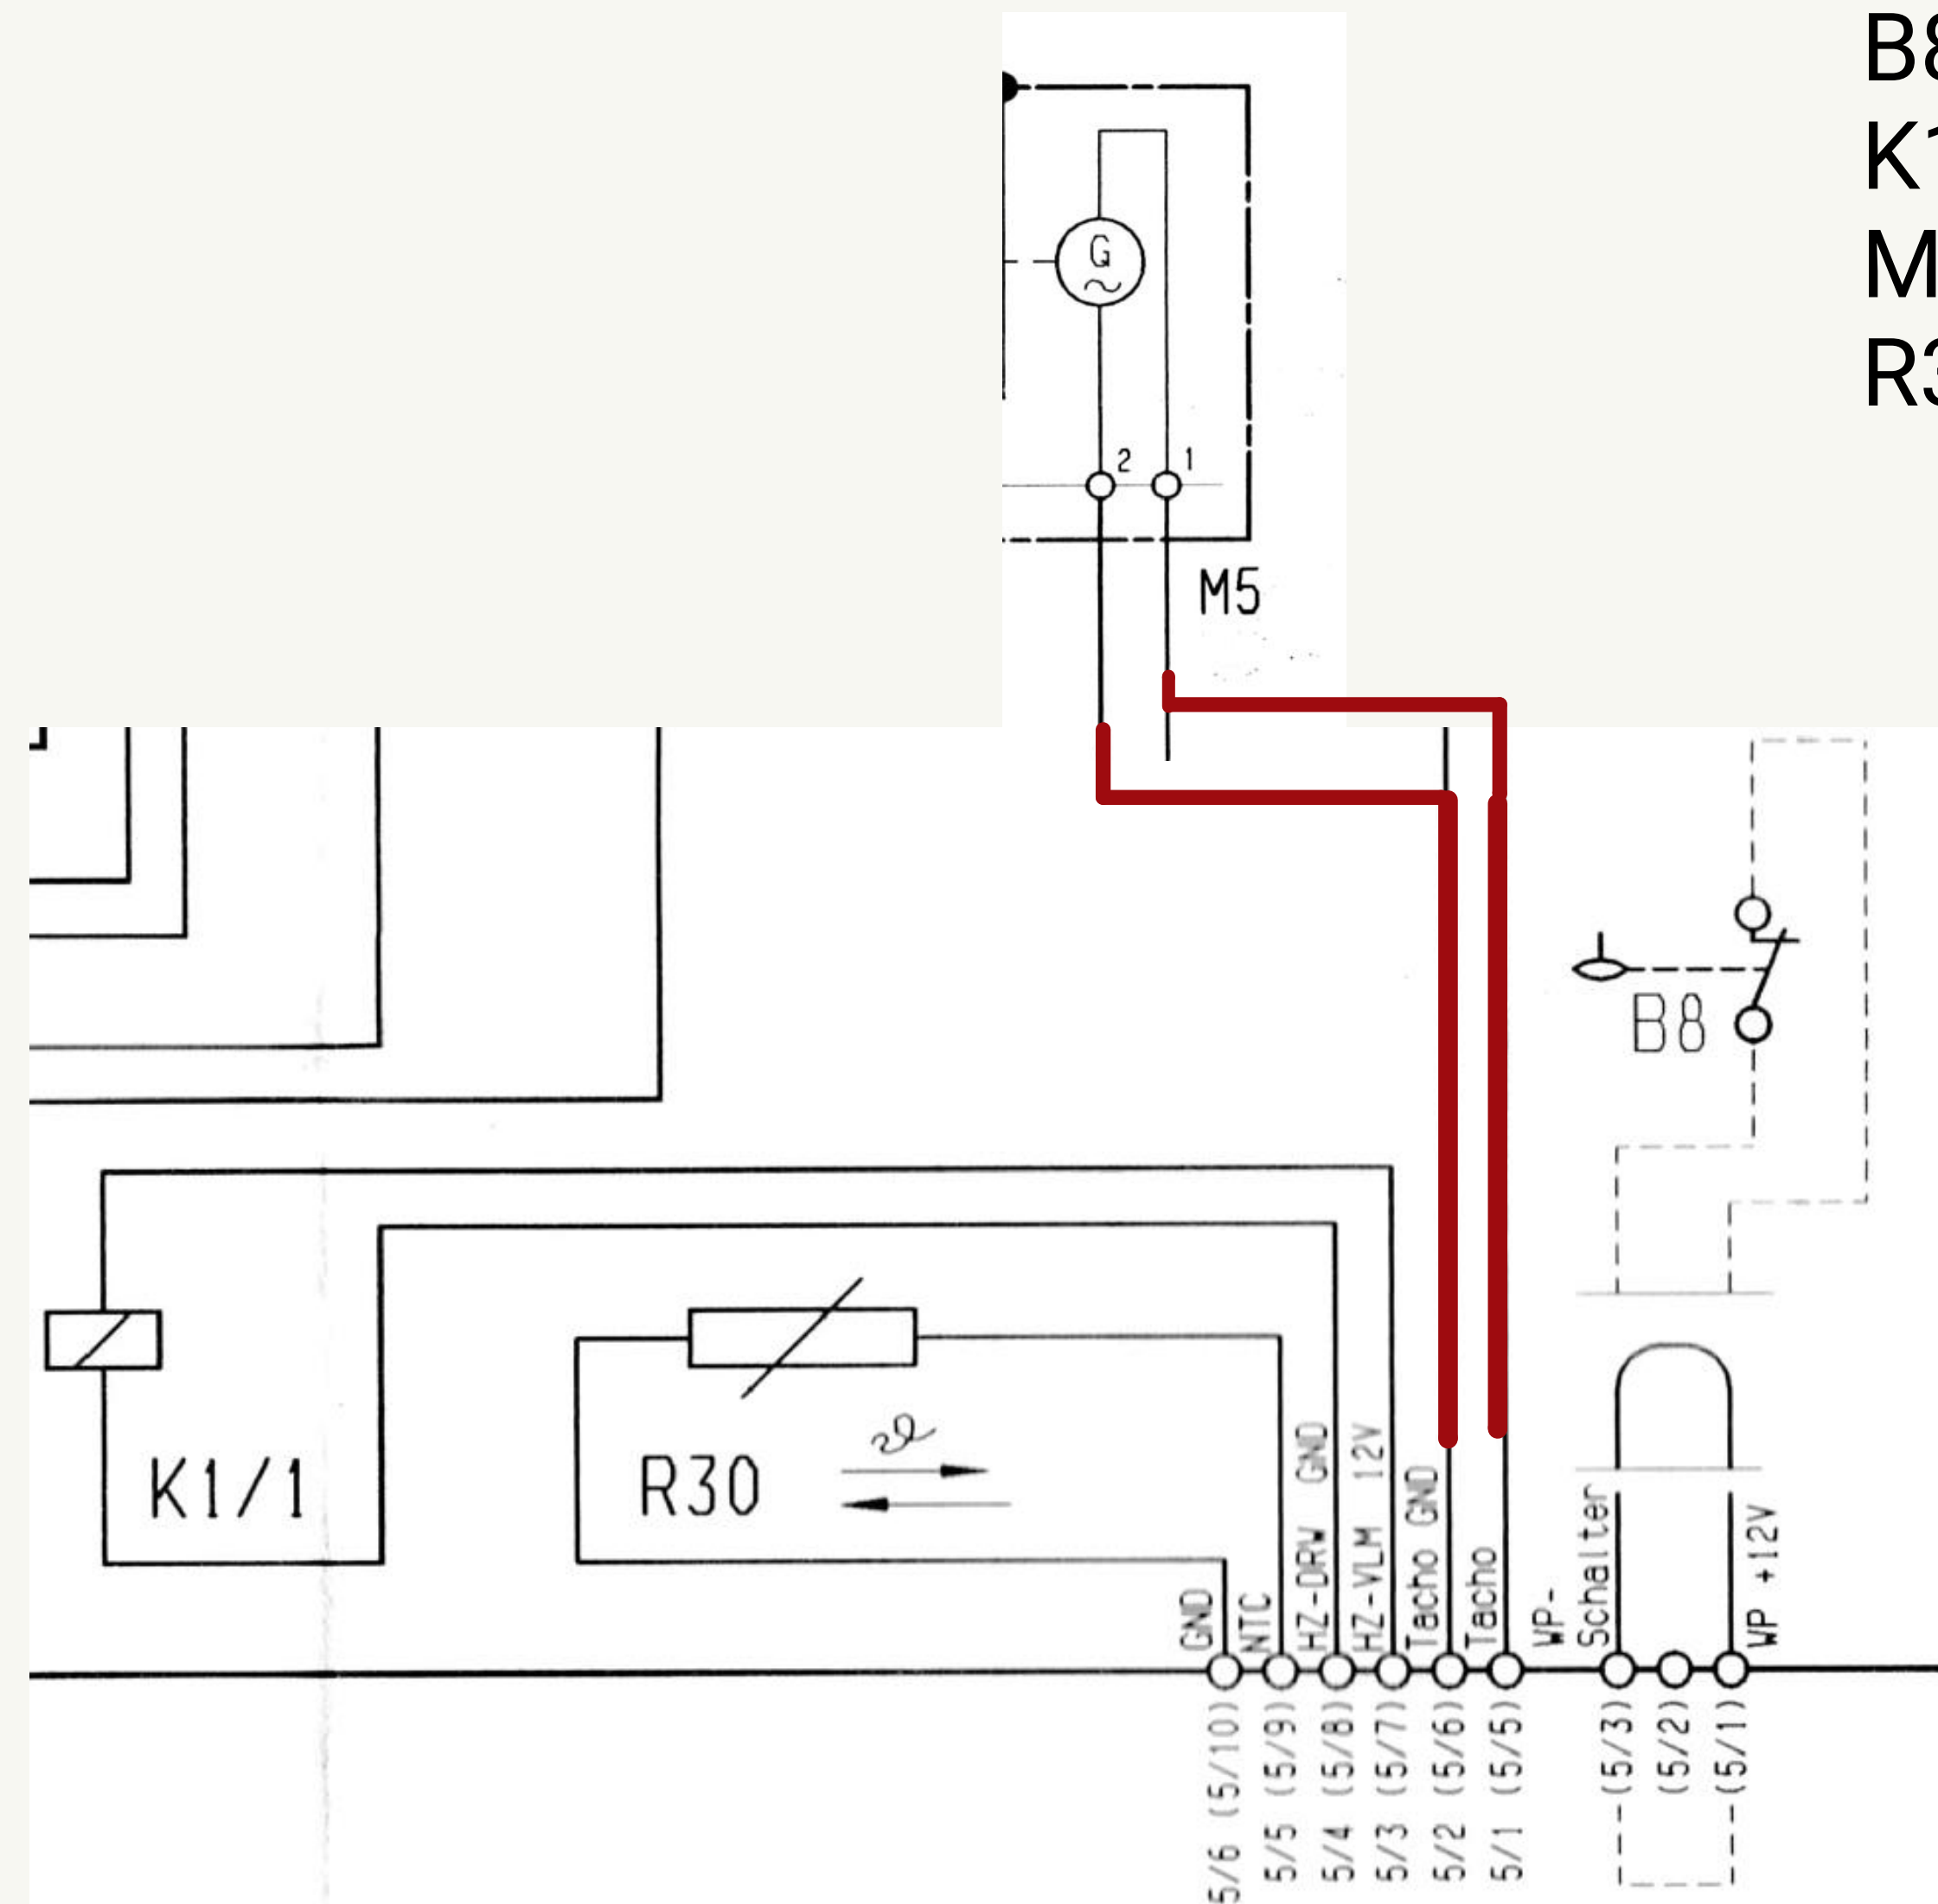 B8
K1
M
R3
G
~
2
1
M5
B8
K1/1
R30
ϑ
GND
NTC
HZ-DRW GND
HZ-VLM 12V
Tacho GND
Tacho
WP-
Schalter
WP +12V
5/6 (5/10)
5/5 (5/9)
5/4 (5/8)
5/3 (5/7)
5/2 (5/6)
5/1 (5/5)
(5/3)
(5/2)
(5/1)